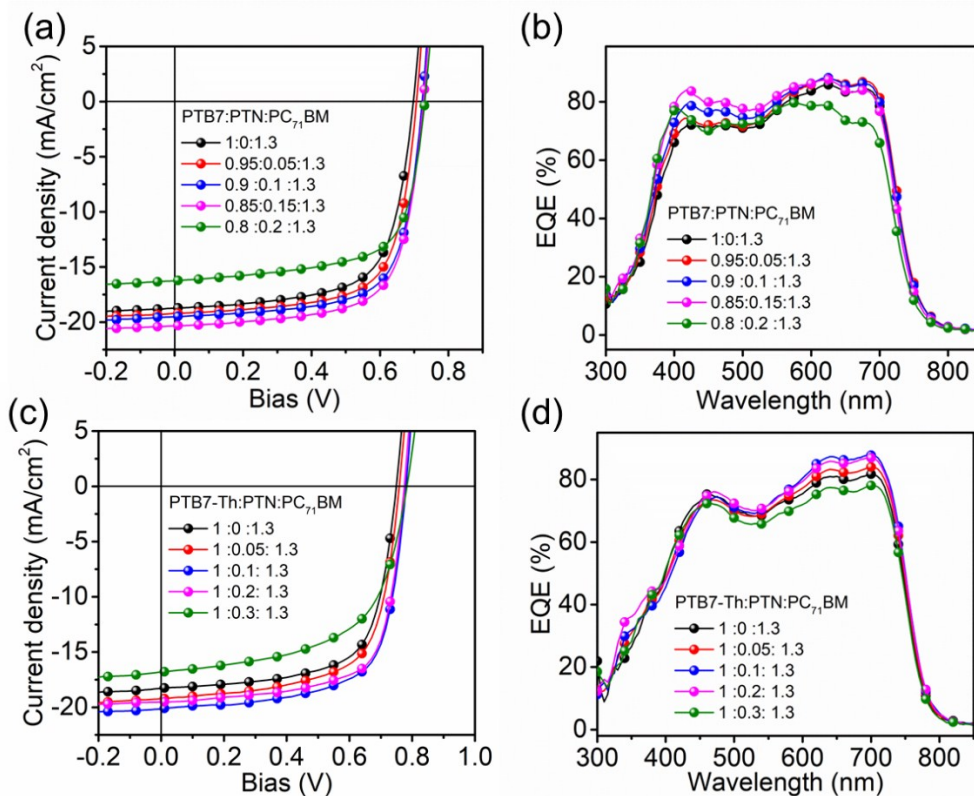 (a)
5
0
-5
-10
-15
-20
Current density (mA/cm²)
PTB7:PTN:PC₇₁BM
1:0:1.3
0.95:0.05:1.3
0.9 :0.1 :1.3
0.85:0.15:1.3
0.8 :0.2 :1.3
-0.2 0.0 0.2 0.4 0.6 0.8
Bias (V)
(b)
80
60
40
20
0
EQE (%)
PTB7:PTN:PC₇₁BM
1:0:1.3
0.95:0.05:1.3
0.9 :0.1 :1.3
0.85:0.15:1.3
0.8 :0.2 :1.3
300 400 500 600 700 800
Wavelength (nm)
(c)
5
0
-5
-10
-15
-20
Current density (mA/cm²)
PTB7-Th:PTN:PC₇₁BM
1 :0 :1.3
1 :0.05: 1.3
1 :0.1: 1.3
1 :0.2: 1.3
1 :0.3: 1.3
-0.2 0.0 0.2 0.4 0.6 0.8 1.0
Bias (V)
(d)
80
60
40
20
0
EQE (%)
PTB7-Th:PTN:PC₇₁BM
1 :0 :1.3
1 :0.05: 1.3
1 :0.1: 1.3
1 :0.2: 1.3
1 :0.3: 1.3
300 400 500 600 700 800
Wavelength (nm)